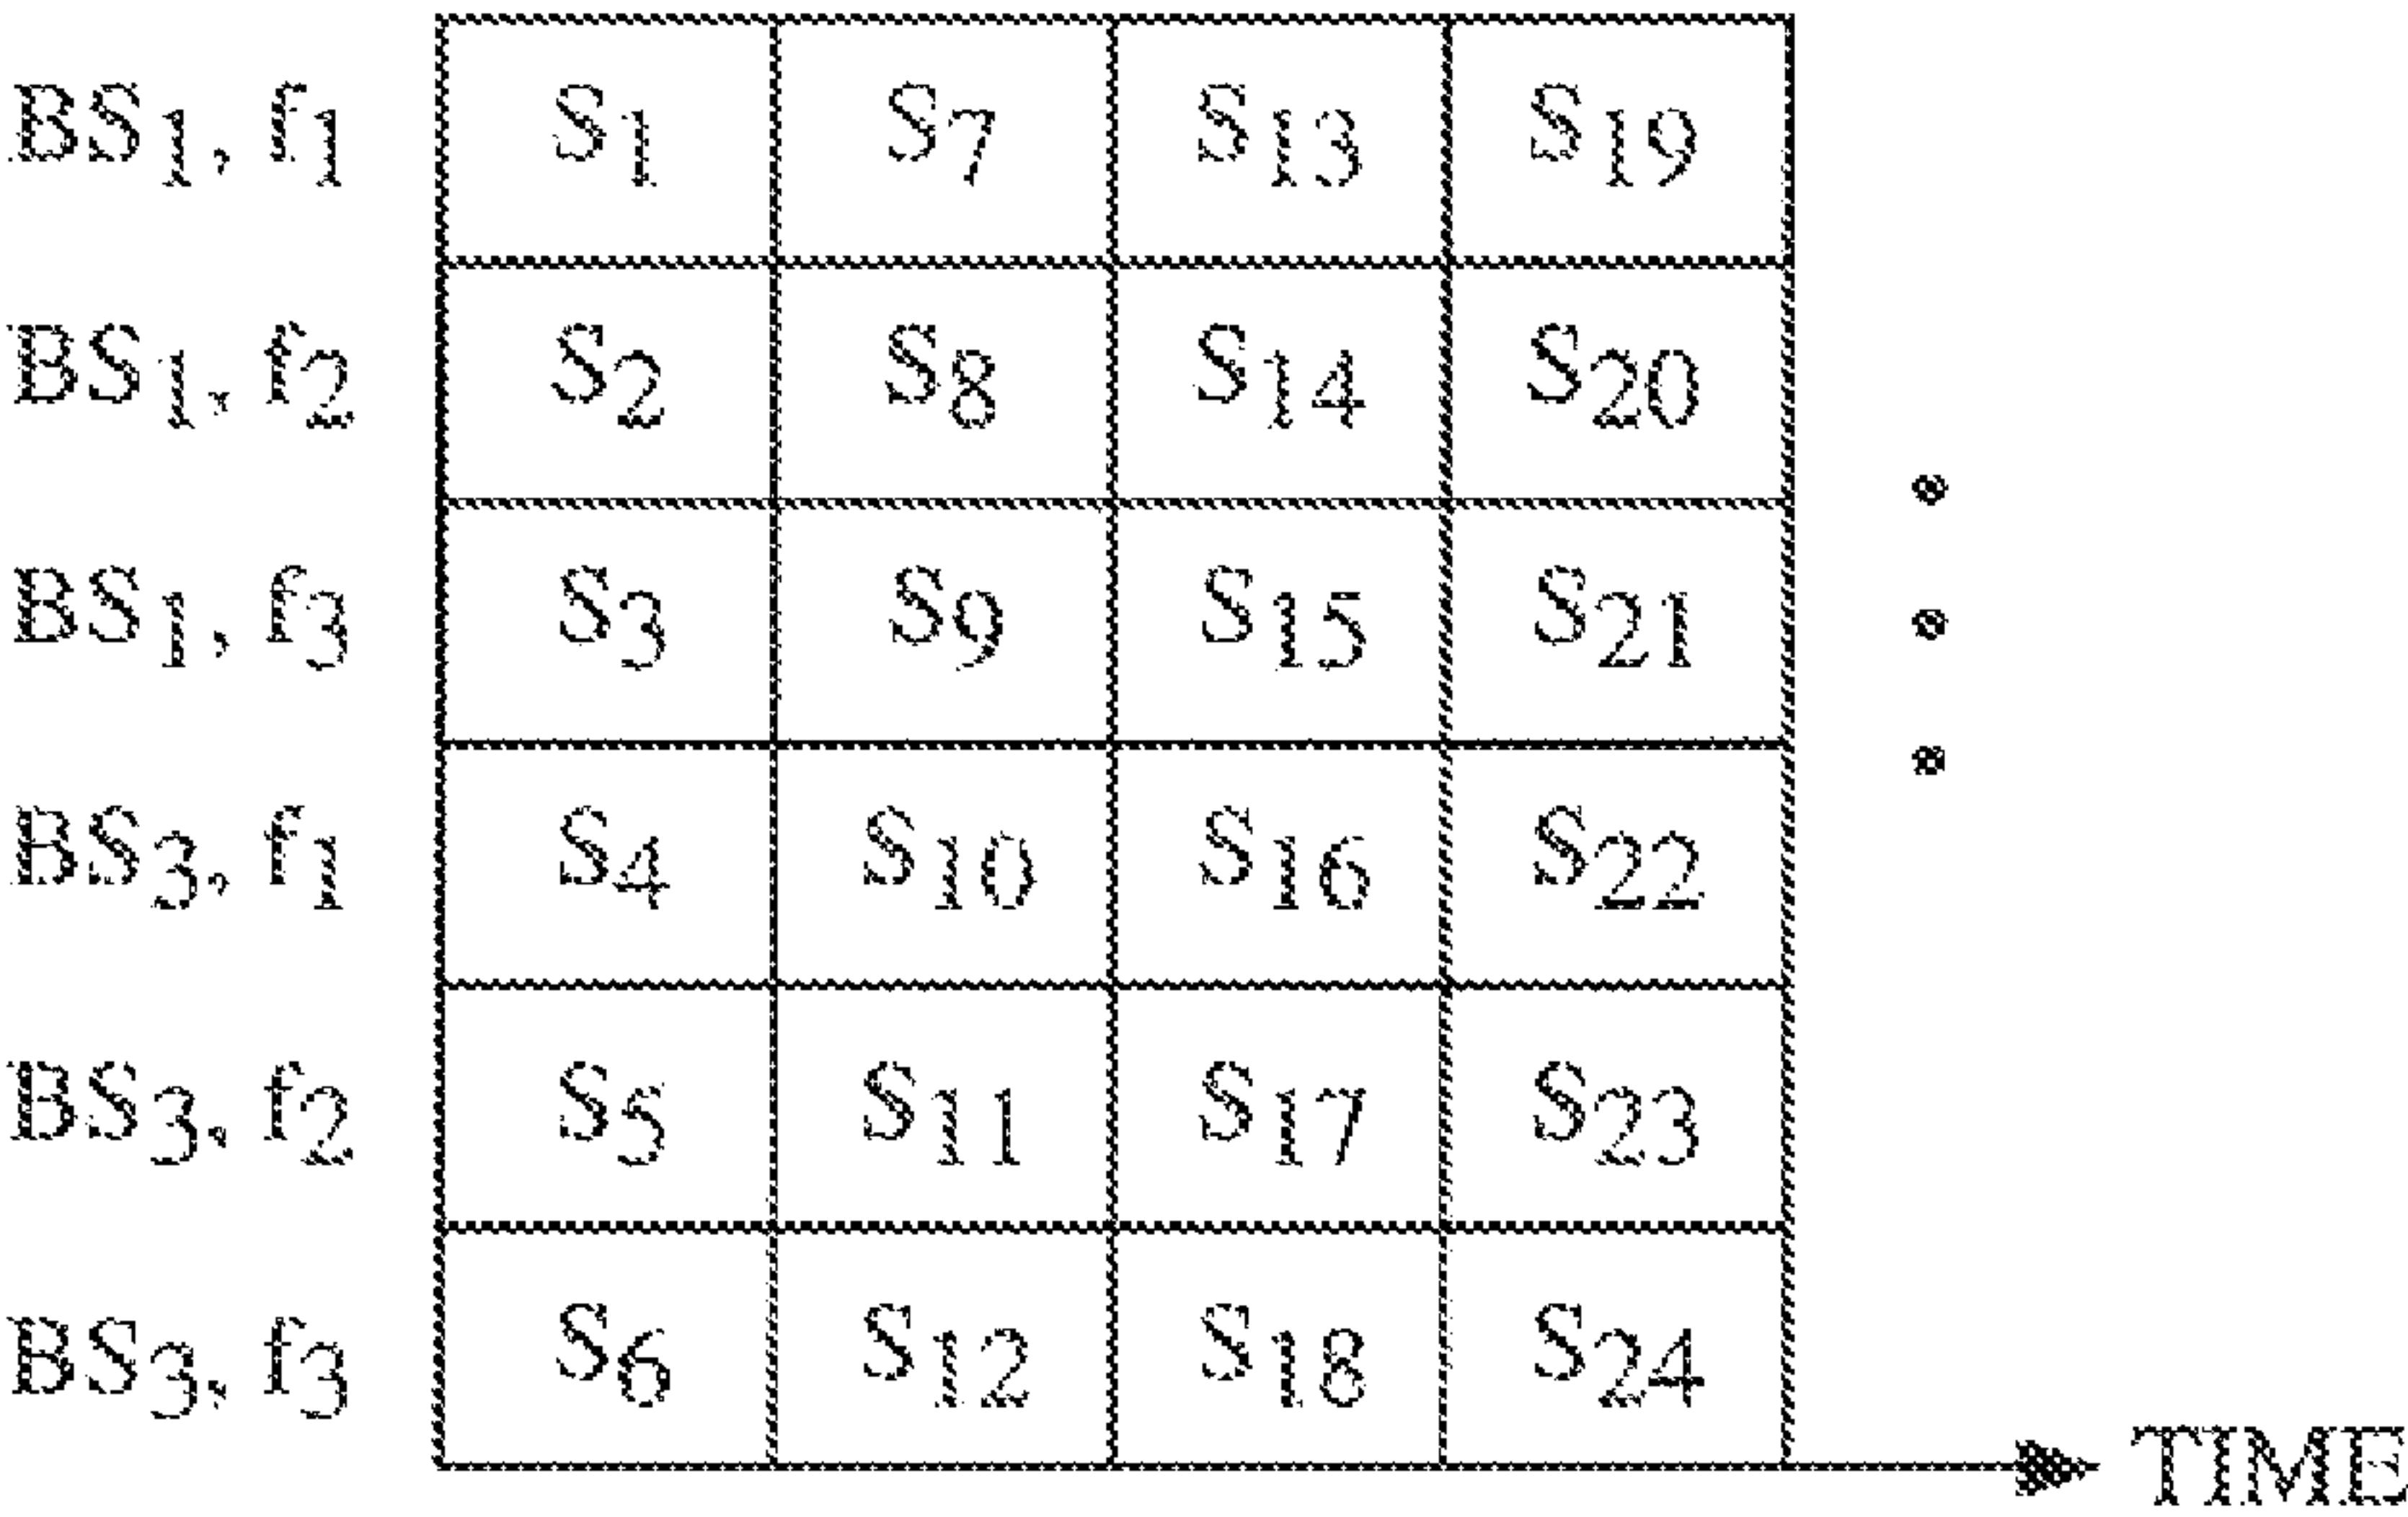 BS1, f1 S1 S7 S13 S19
BS1, f2 S2 S8 S14 S20
BS1, f3 S3 S9 S15 S21
BS3, f1 S4 S10 S16 S22
BS3, f2 S5 S11 S17 S23
BS3, f3 S6 S12 S18 S24
TIME